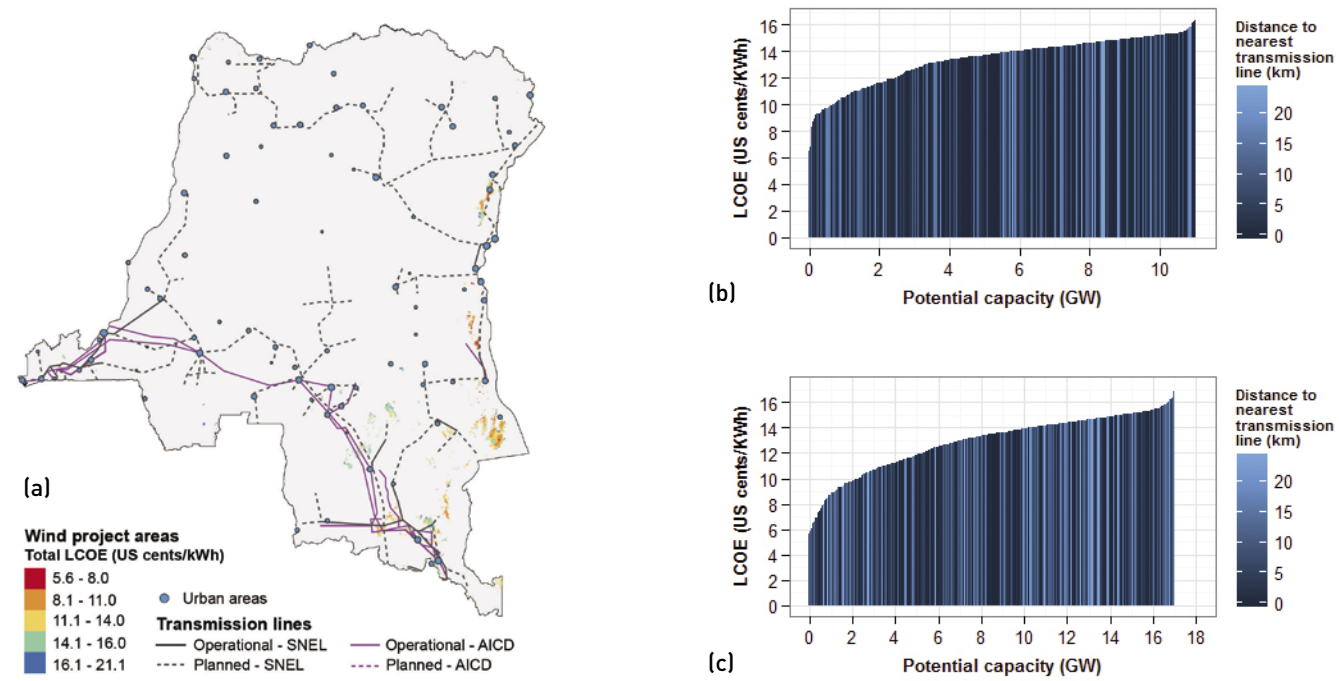 (a)
Wind project areas
Total LCOE (US cents/kWh)
5.6 - 8.0
8.1 - 11.0
11.1 - 14.0
14.1 - 16.0
16.1 - 21.1
Urban areas
Transmission lines
Operational - SNEL
Operational - AICD
Planned - SNEL
Planned - AICD
(b)
LCOE (US cents/KWh)
16
14
12
10
8
6
4
2
0
0 2 4 6 8 10
Potential capacity (GW)
Distance to
nearest
transmission
line (km)
20
15
10
5
0
(c)
LCOE (US cents/KWh)
16
14
12
10
8
6
4
2
0
0 2 4 6 8 10 12 14 16 18
Potential capacity (GW)
Distance to
nearest
transmission
line (km)
20
15
10
5
0